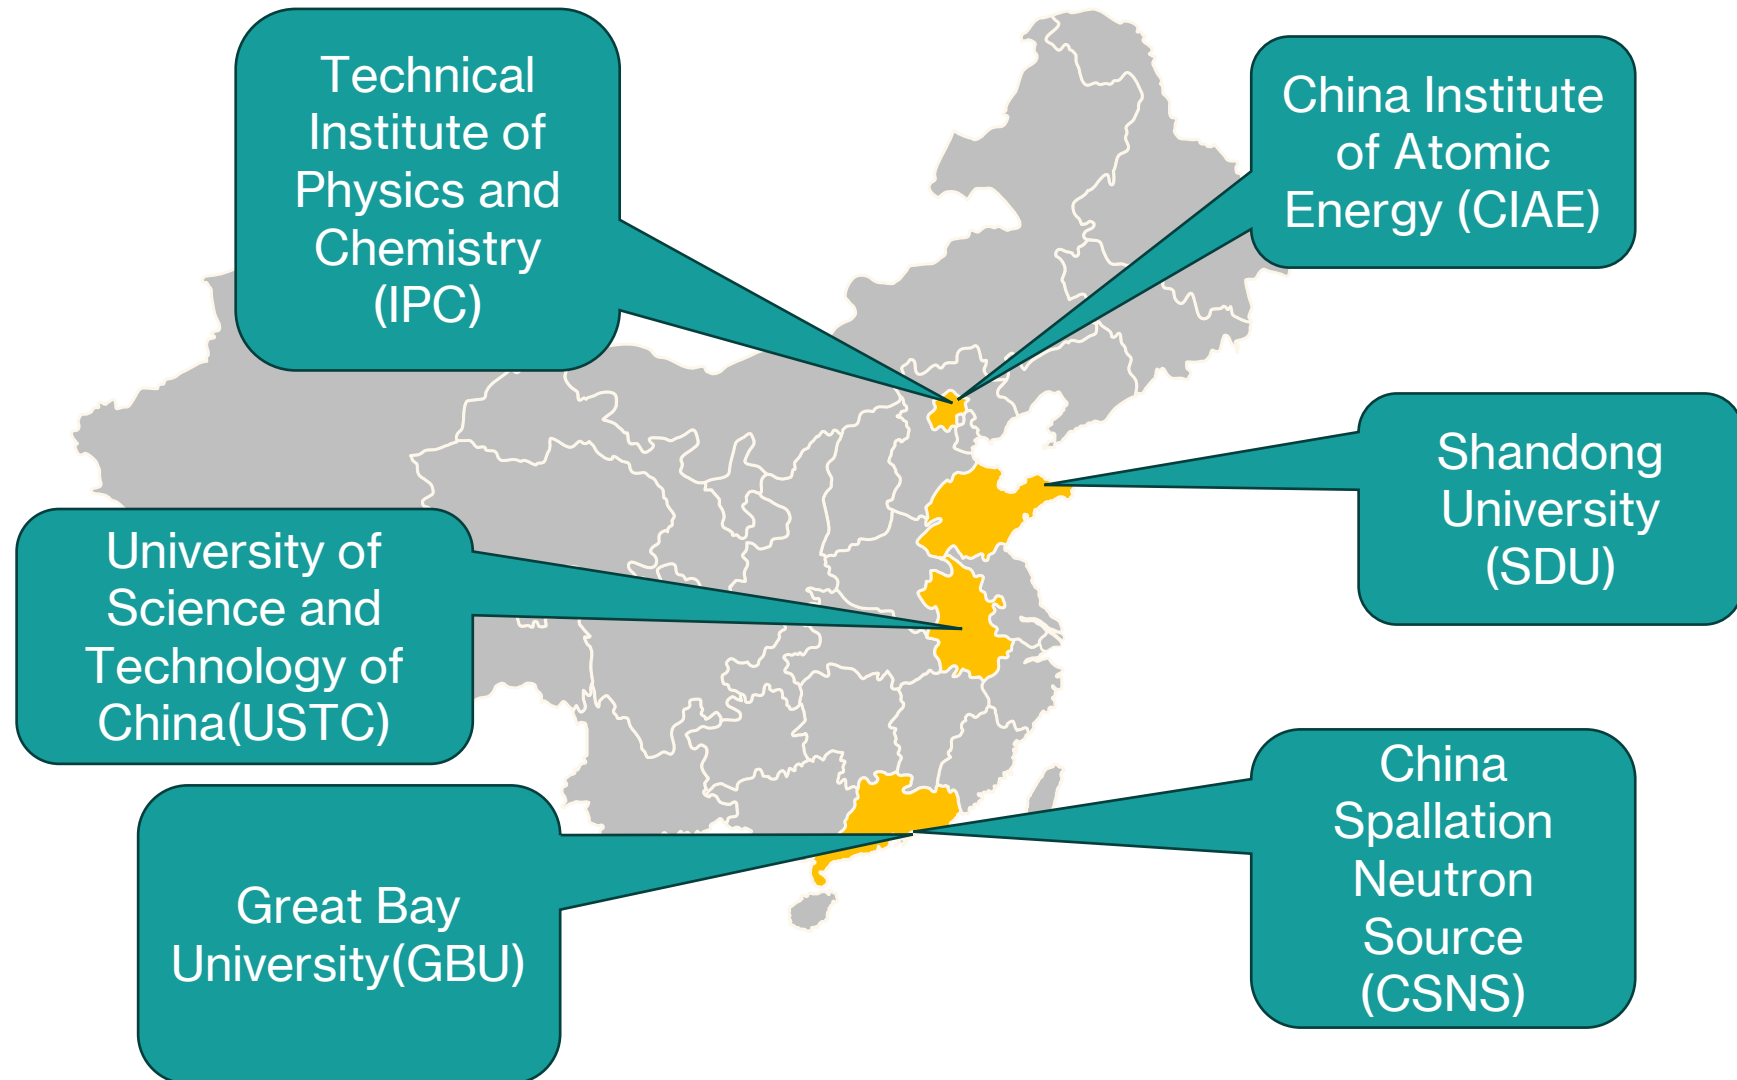 Technical
Institute of
Physics and
Chemistry
(IPC)
China Institute
of Atomic
Energy (CIAE)
Shandong
University
(SDU)
University of
Science and
Technology of
China(USTC)
China
Spallation
Neutron
Source
(CSNS)
Great Bay
University(GBU)